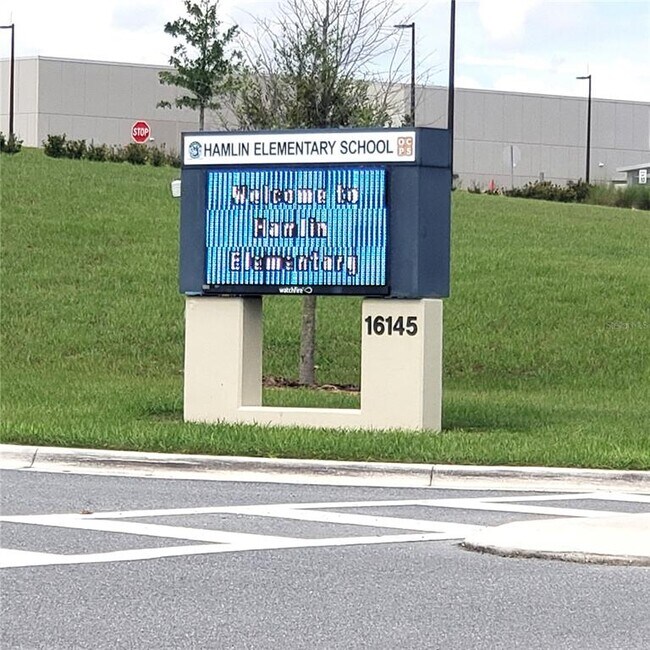 STOP
HAMLIN ELEMENTARY SCHOOL
Welcome to
Hamlin
Elementary
watchfire
16145